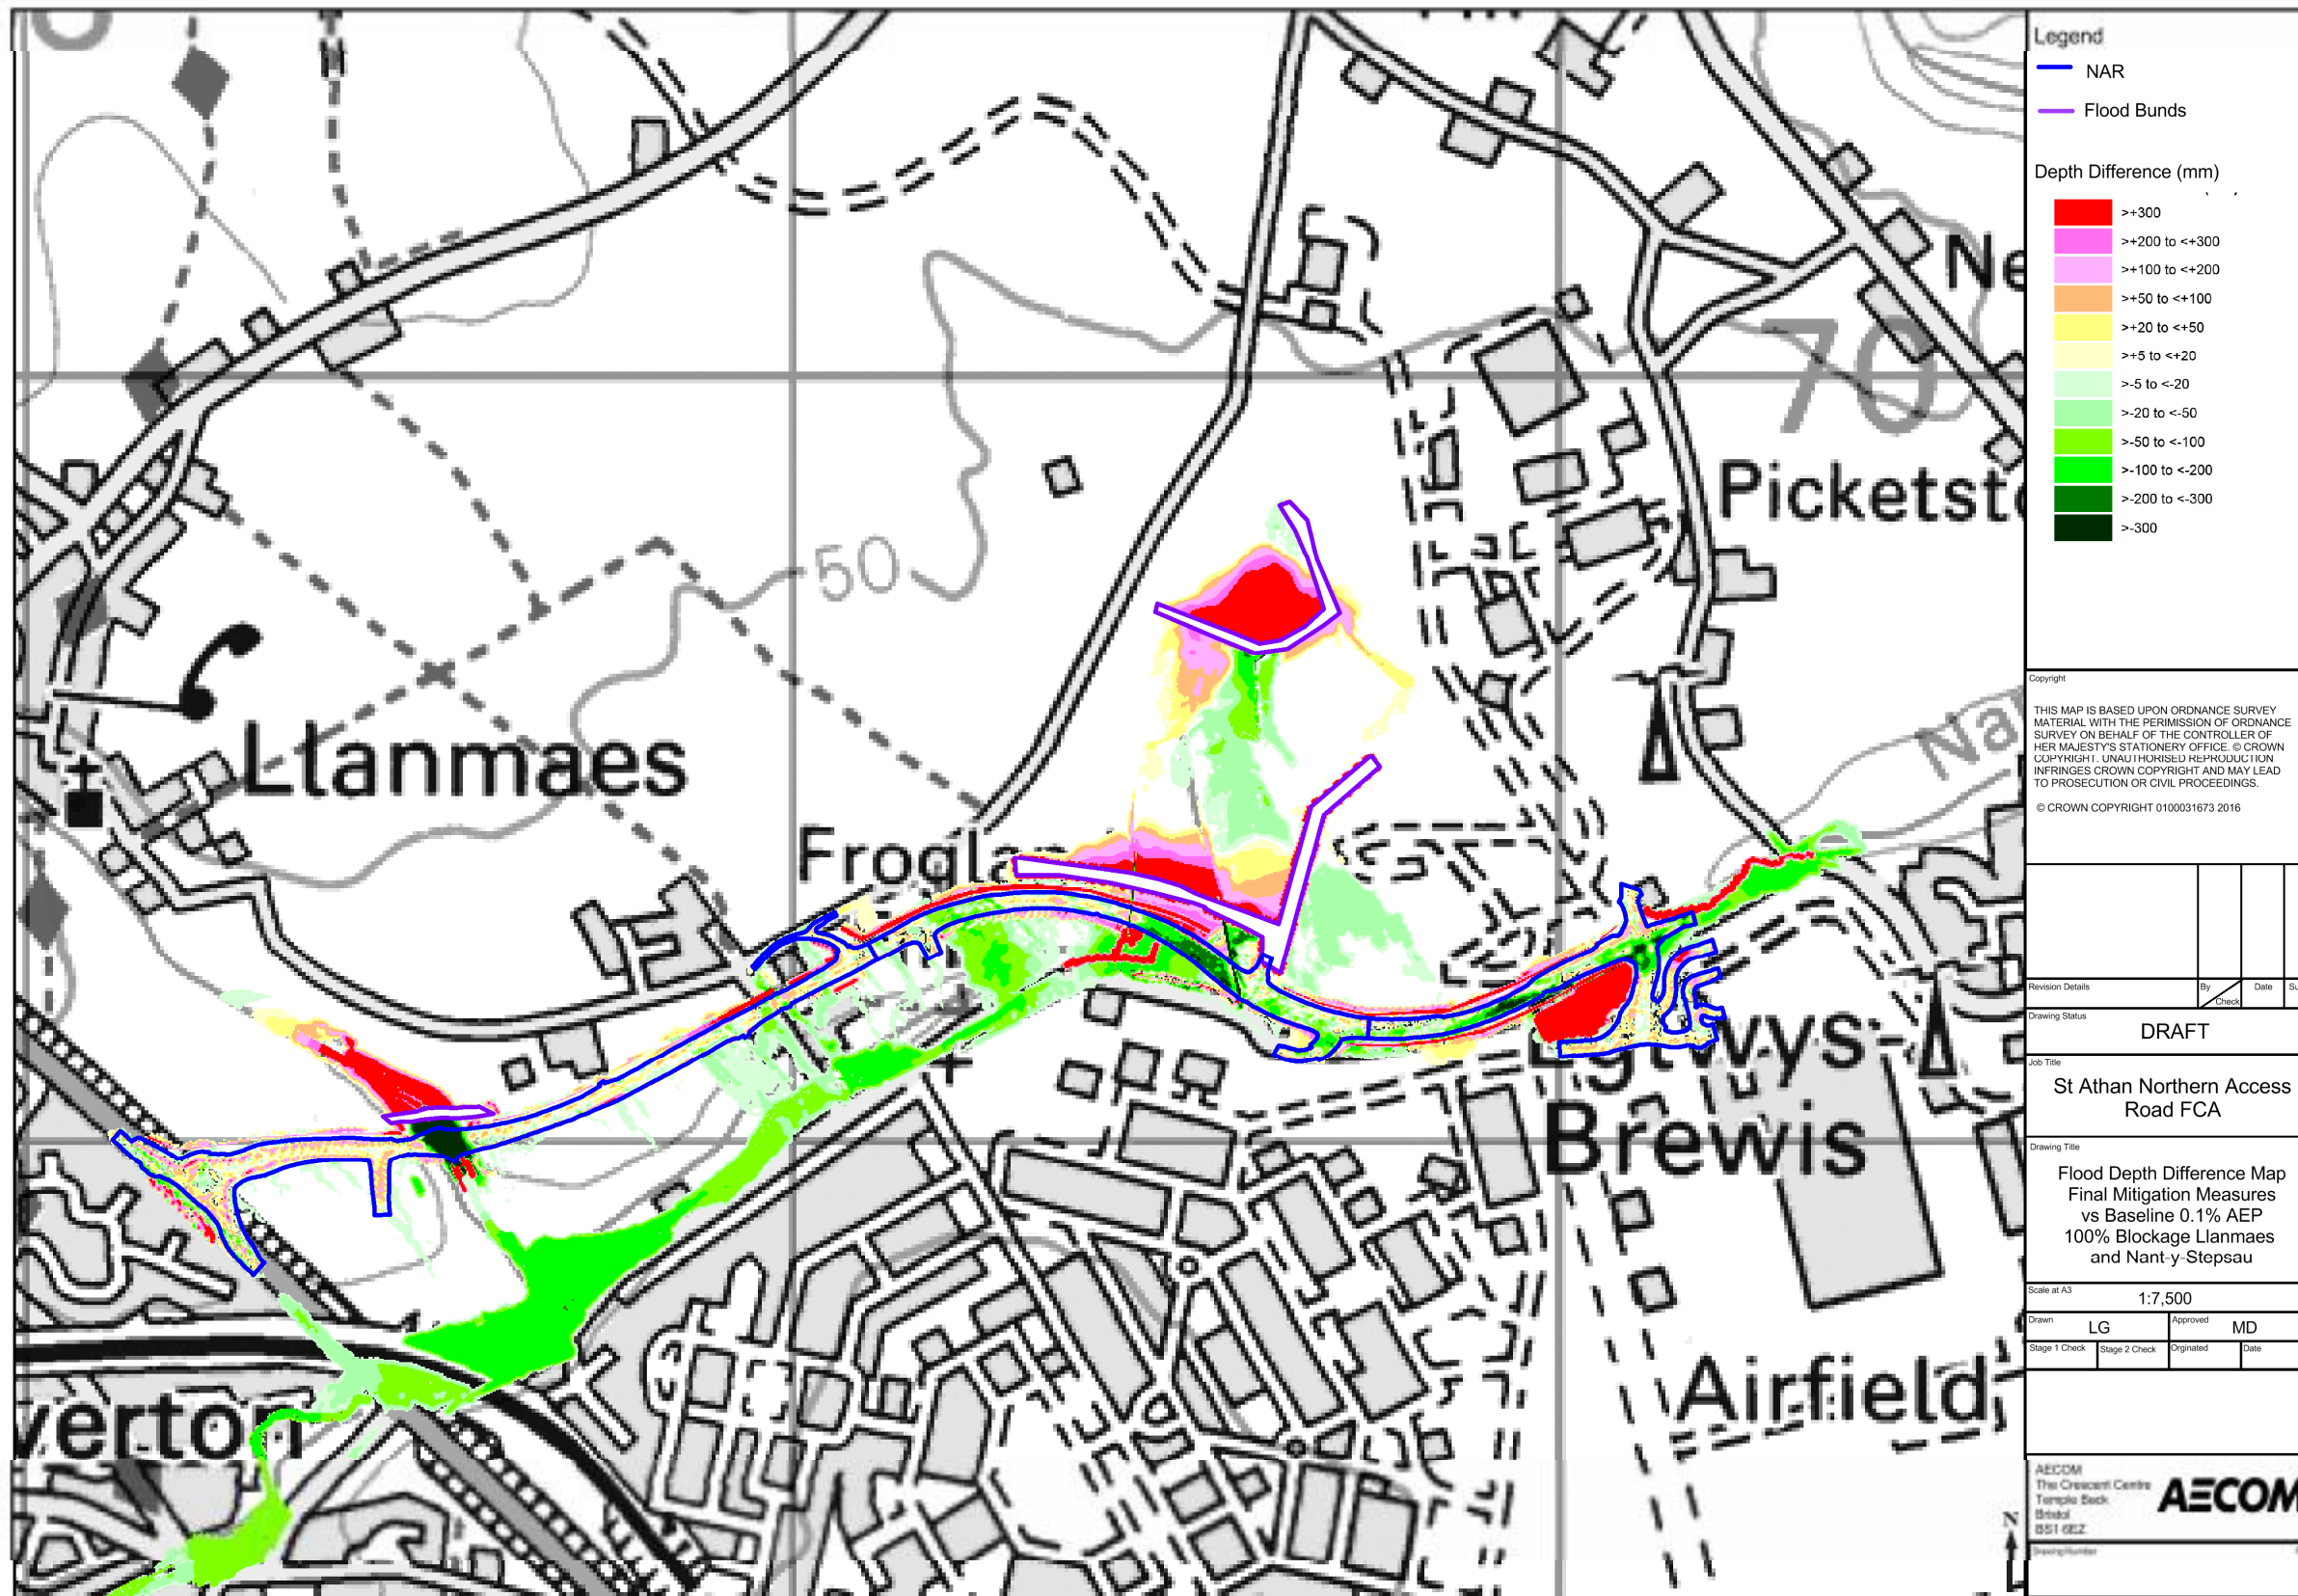 50
70
Picketst
Llanmaes
Brewis
Airfield
verton
Na
Ne
Legend
NAR
Flood Bunds
Depth Difference (mm)
>+300
>+200 to <+300
>+100 to <+200
>+50 to <+100
>+20 to <+50
>+5 to <+20
>-5 to <-20
>-20 to <-50
>-50 to <-100
>-100 to <-200
>-200 to <-300
>-300
Copyright
THIS MAP IS BASED UPON ORDNANCE SURVEY
MATERIAL WITH THE PERIMISSION OF ORDNANCE
SURVEY ON BEHALF OF THE CONTROLLER OF
HER MAJESTY'S STATIONERY OFFICE. © CROWN
COPYRIGHT. UNAUTHORISED REPRODUCTION
INFRINGES CROWN COPYRIGHT AND MAY LEAD
TO PROSECUTION OR CIVIL PROCEEDINGS.
© CROWN COPYRIGHT 0100031673 2016
Revision Details
By
Check
Date
Su
Drawing Status
DRAFT
Job Title
St Athan Northern Access
Road FCA
Drawing Title
Flood Depth Difference Map
Final Mitigation Measures
vs Baseline 0.1% AEP
100% Blockage Llanmaes
and Nant-y-Stepsau
Scale at A3
1:7,500
Drawn
LG
Approved
MD
Stage 1 Check
Stage 2 Check
Orginated
Date
AECOM
The Crescent Centre
Temple Back
Bristol
BS1 6EZ
AECOM
Drawing Number
N